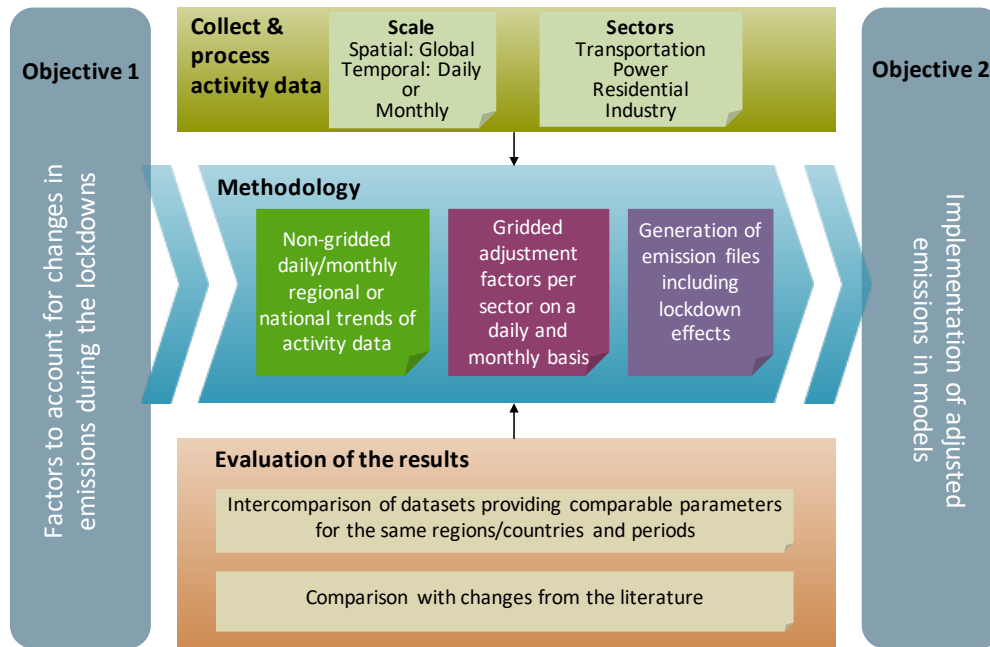 Objective 1
Factors to account for changes in
emissions during the lockdowns
Collect &
process
activity data
Scale
Spatial: Global
Temporal: Daily
or
Monthly
Sectors
Transportation
Power
Residential
Industry
Methodology
Non-gridded
daily/monthly
regional or
national trends of
activity data
Gridded
adjustment
factors per
sector on a
daily and
monthly basis
Generation of
emission files
including
lockdown
effects
Evaluation of the results
Intercomparison of datasets providing comparable parameters
for the same regions/countries and periods
Comparison with changes from the literature
Objective 2
Implementation of adjusted
emissions in models